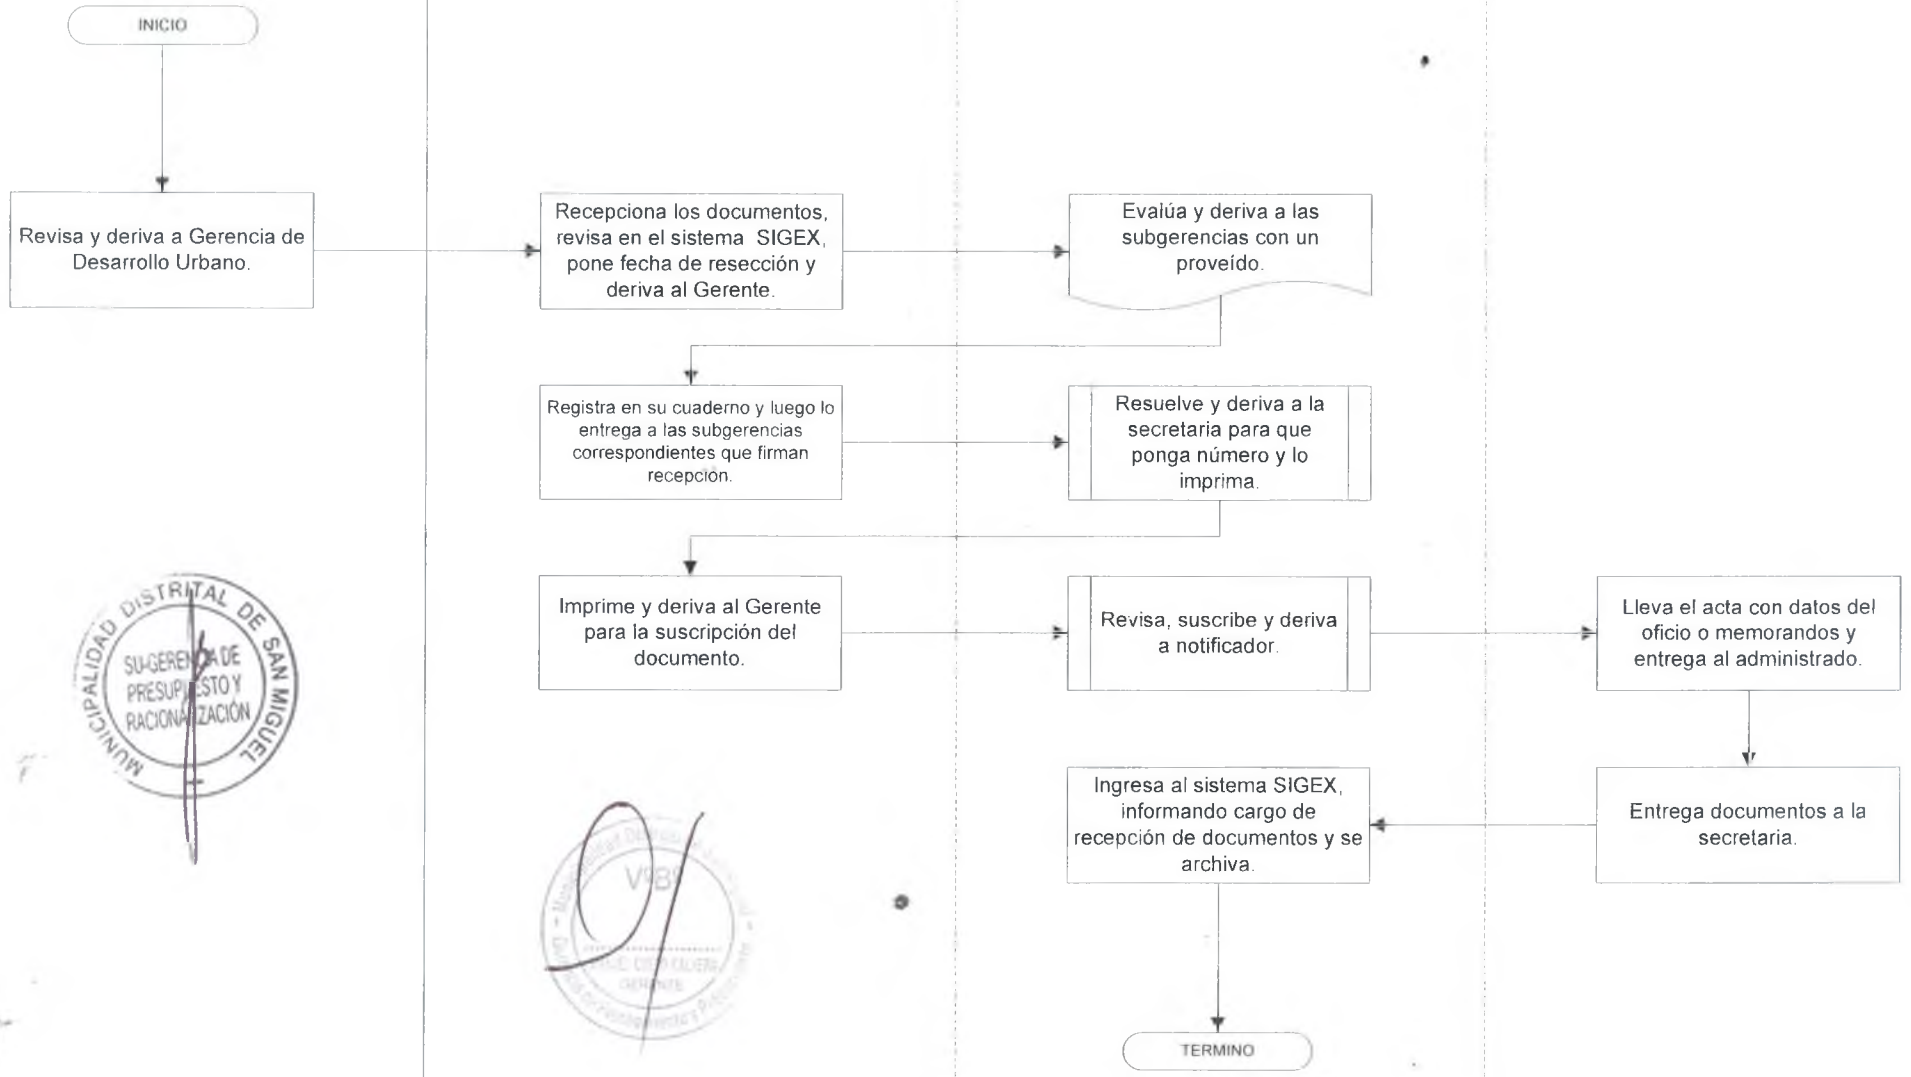 INICIO
Revisa y deriva a Gerencia de
Desarrollo Urbano.
Recepciona los documentos,
revisa en el sistema SIGEX,
pone fecha de resección y
deriva al Gerente.
Evalúa y deriva a las
subgerencias con un
proveído.
Registra en su cuaderno y luego lo
entrega a las subgerencias
correspondientes que firman
recepción.
Resuelve y deriva a la
secretaria para que
ponga número y lo
imprima.
Imprime y deriva al Gerente
para la suscripción del
documento.
Revisa, suscribe y deriva
a notificador.
Lleva el acta con datos del
oficio o memorandos y
entrega al administrado.
Entrega documentos a la
secretaria.
Ingresa al sistema SIGEX,
informando cargo de
recepción de documentos y se
archiva.
TERMINO
MUNICIPALIDAD DISTRITAL DE SAN MIGUEL
SU-GERENCIA DE
PRESUPUESTO Y
RACIONALIZACIÓN
VºBº
GERENTE